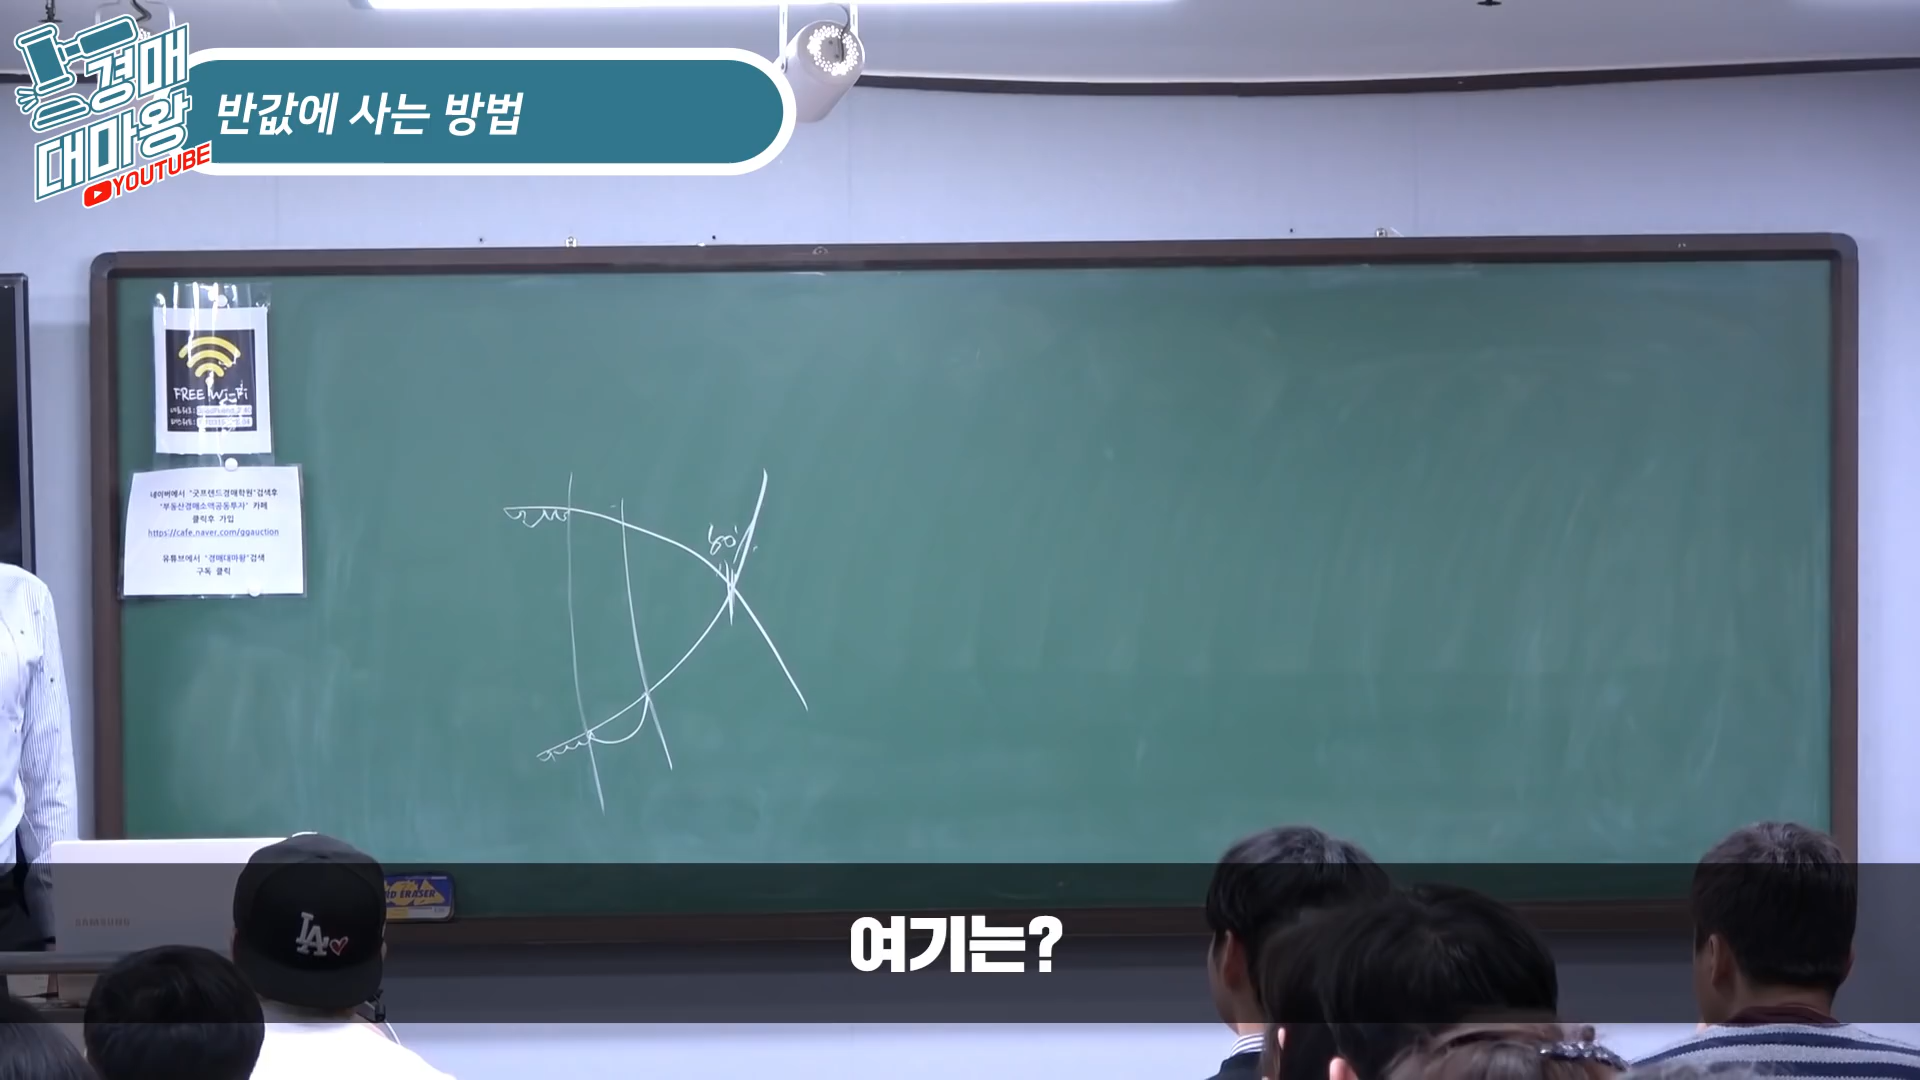 경매
대마왕
YOUTUBE
반값에 사는 방법
FREE Wi-Fi
네이버에서 "굿프렌드경매학원"검색후
"부동산경매소액공동투자" 카페
클릭후 가입
https://cafe.naver.com/ggauction
유튜브에서 "경매대마왕"검색
구독 클릭
SAMSUNG
LA
ERASER
여기는?